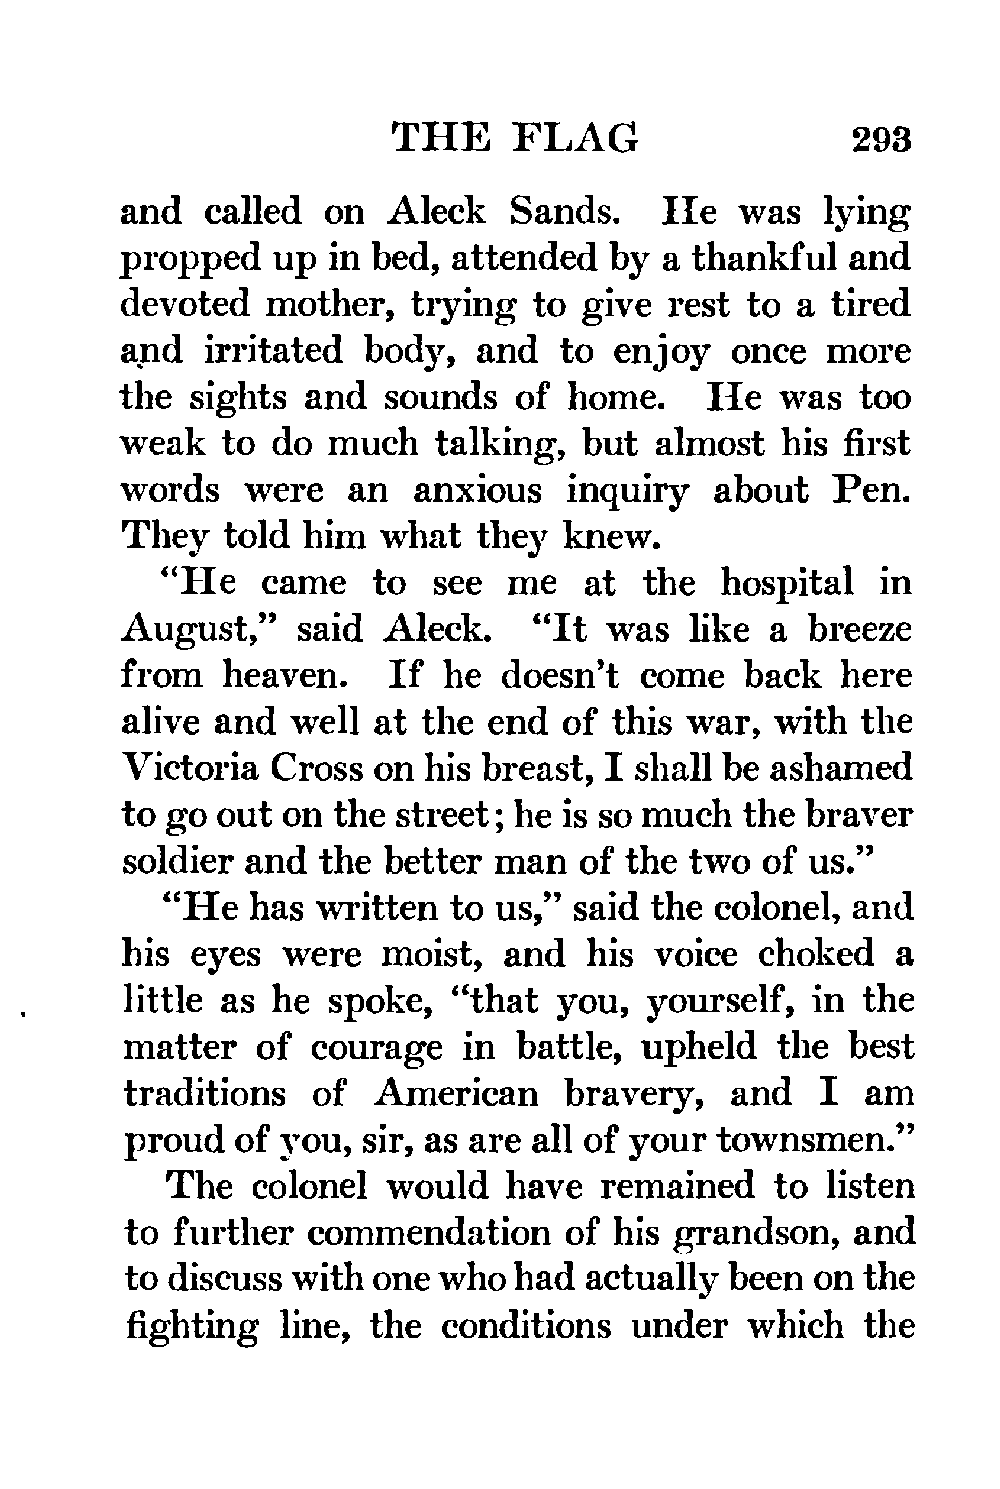 THE FLAG 293
and called on Aleck Sands. He was lying
propped up in bed, attended by a thankful and
devoted mother, trying to give rest to a tired
and irritated body, and to enjoy once more
the sights and sounds of home. He was too
weak to do much talking, but almost his first
words were an anxious inquiry about Pen.
They told him what they knew.
“He came to see me at the hospital in
August,” said Aleck. “It was like a breeze
from heaven. If he doesn’t come back here
alive and well at the end of this war, with the
Victoria Cross on his breast, I shall be ashamed
to go out on the street; he is so much the braver
soldier and the better man of the two of us.”
“He has written to us,” said the colonel, and
his eyes were moist, and his voice choked a
little as he spoke, “that you, yourself, in the
matter of courage in battle, upheld the best
traditions of American bravery, and I am
proud of you, sir, as are all of your townsmen.”
The colonel would have remained to listen
to further commendation of his grandson, and
to discuss with one who had actually been on the
fighting line, the conditions under which the